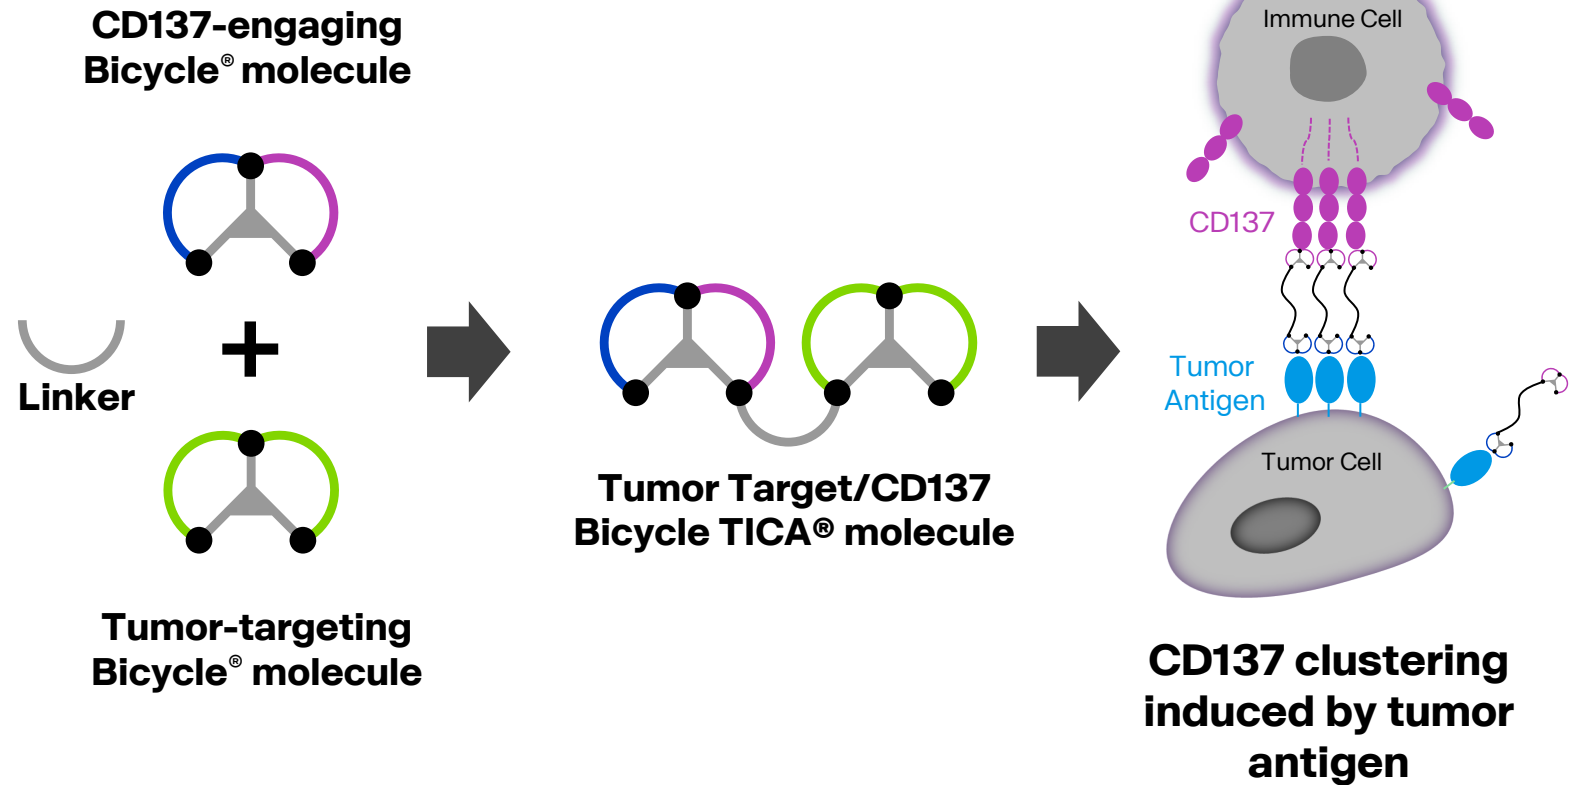 CD137-engaging
Bicycle® molecule
Linker
Tumor-targeting
Bicycle® molecule
Tumor Target/CD137
Bicycle TICA® molecule
Immune Cell
CD137
Tumor
Antigen
Tumor Cell
CD137 clustering
induced by tumor
antigen